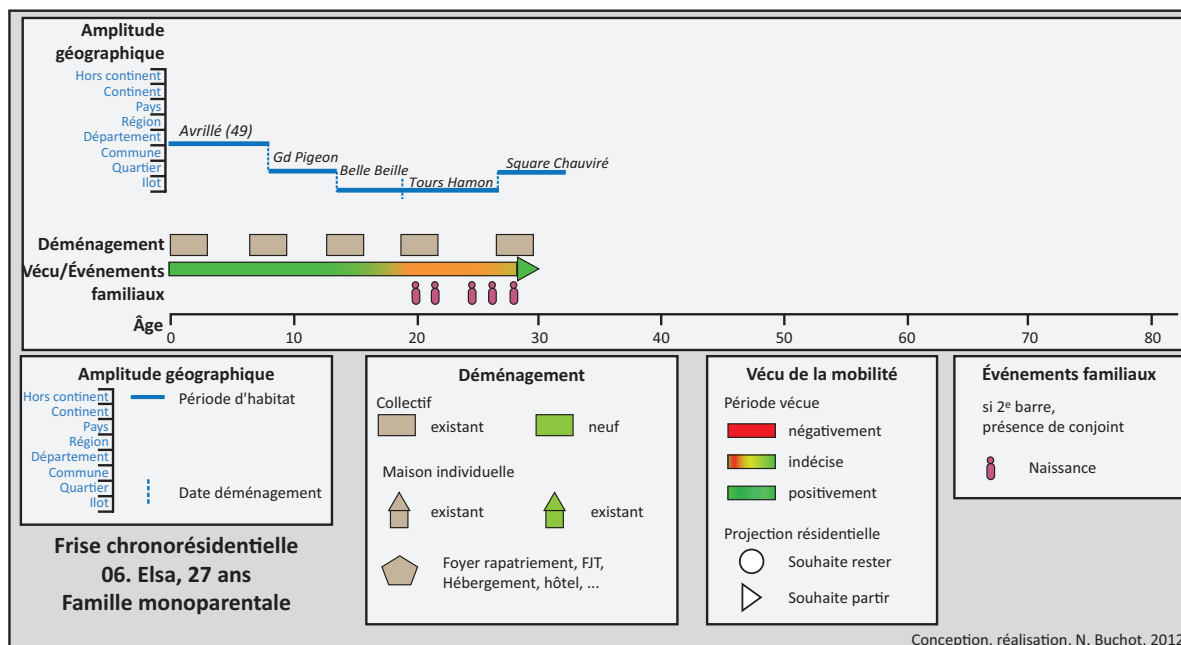 Amplitude
géographique
Hors continent
Continent
Pays
Région
Département
Commune
Quartier
Ilot
Avrillé (49)
Gd Pigeon
Belle Beille
Tours Hamon
Square Chauviré
Déménagement
Vécu/Événements
familiaux
Âge
0 10 20 30 40 50 60 70 80
Amplitude géographique
Hors continent
Continent
Pays
Région
Département
Commune
Quartier
Ilot
Période d'habitat
Date déménagement
Frise chronorésidentielle
06. Elsa, 27 ans
Famille monoparentale
Déménagement
Collectif
existant neuf
Maison individuelle
existant existant
Foyer rapatriement, FJT,
Hébergement, hôtel, ...
Vécu de la mobilité
Période vécue
négativement
indécise
positivement
Projection résidentielle
Souhaite rester
Souhaite partir
Événements familiaux
si 2e barre,
présence de conjoint
Naissance
Conception, réalisation, N. Buchot, 2012